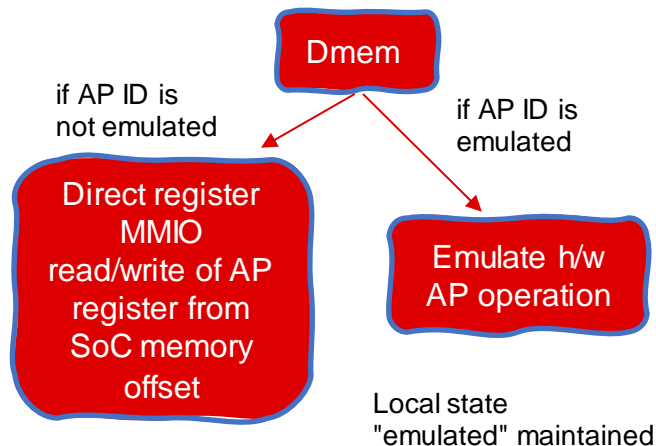 Dmem
if AP ID is
not emulated
if AP ID is
emulated
Direct register
MMIO
read/write of AP
register from
SoC memory
offset
Emulate h/w
AP operation
Local state
"emulated" maintained